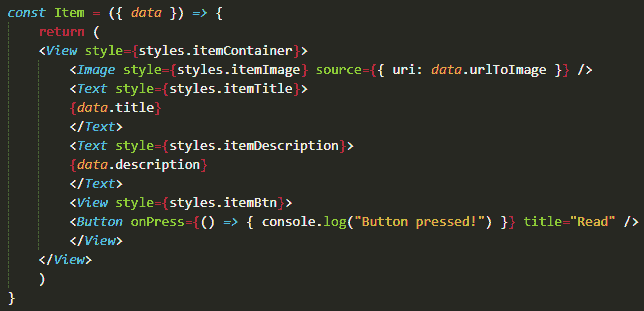 const Item = ({ data }) => {
    return (
    <View style={styles.itemContainer}>
        <Image style={styles.itemImage} source={{ uri: data.urlToImage }} />
        <Text style={styles.itemTitle}>
        {data.title}
        </Text>
        <Text style={styles.itemDescription}>
        {data.description}
        </Text>
        <View style={styles.itemBtn}>
        <Button onPress={() => { console.log("Button pressed!") }} title="Read" />
        </View>
    </View>
    )
}